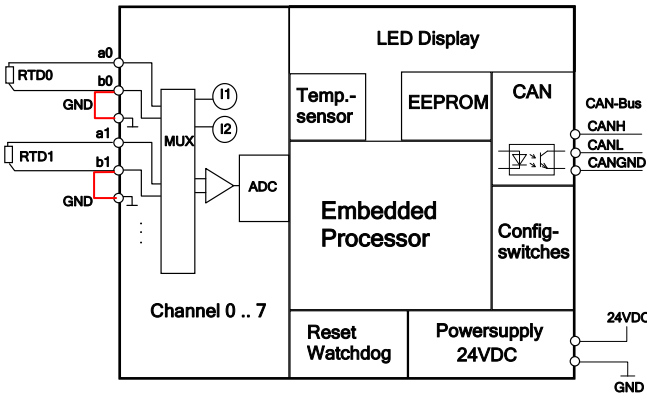 LED Display
a0
RTD0
b0
GND
a1
RTD1
b1
GND
MUX
I1
I2
ADC
Temp.-
sensor
EEPROM
CAN
CAN-Bus
CANH
CANL
CANGND
Embedded
Processor
Config-
switches
Channel 0 .. 7
Reset
Watchdog
Powersupply
24VDC
24VDC
GND